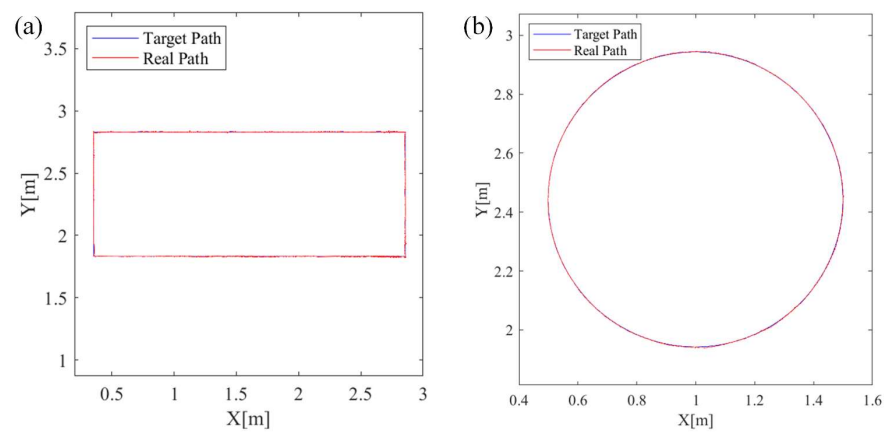 (a)
Target Path
Real Path
3.5
3
2.5
2
1.5
1
0.5
1
1.5
2
2.5
3
X[m]
Y[m]
(b)
Target Path
Real Path
3
2.8
2.6
2.4
2.2
2
0.4
0.6
0.8
1
1.2
1.4
1.6
X[m]
Y[m]